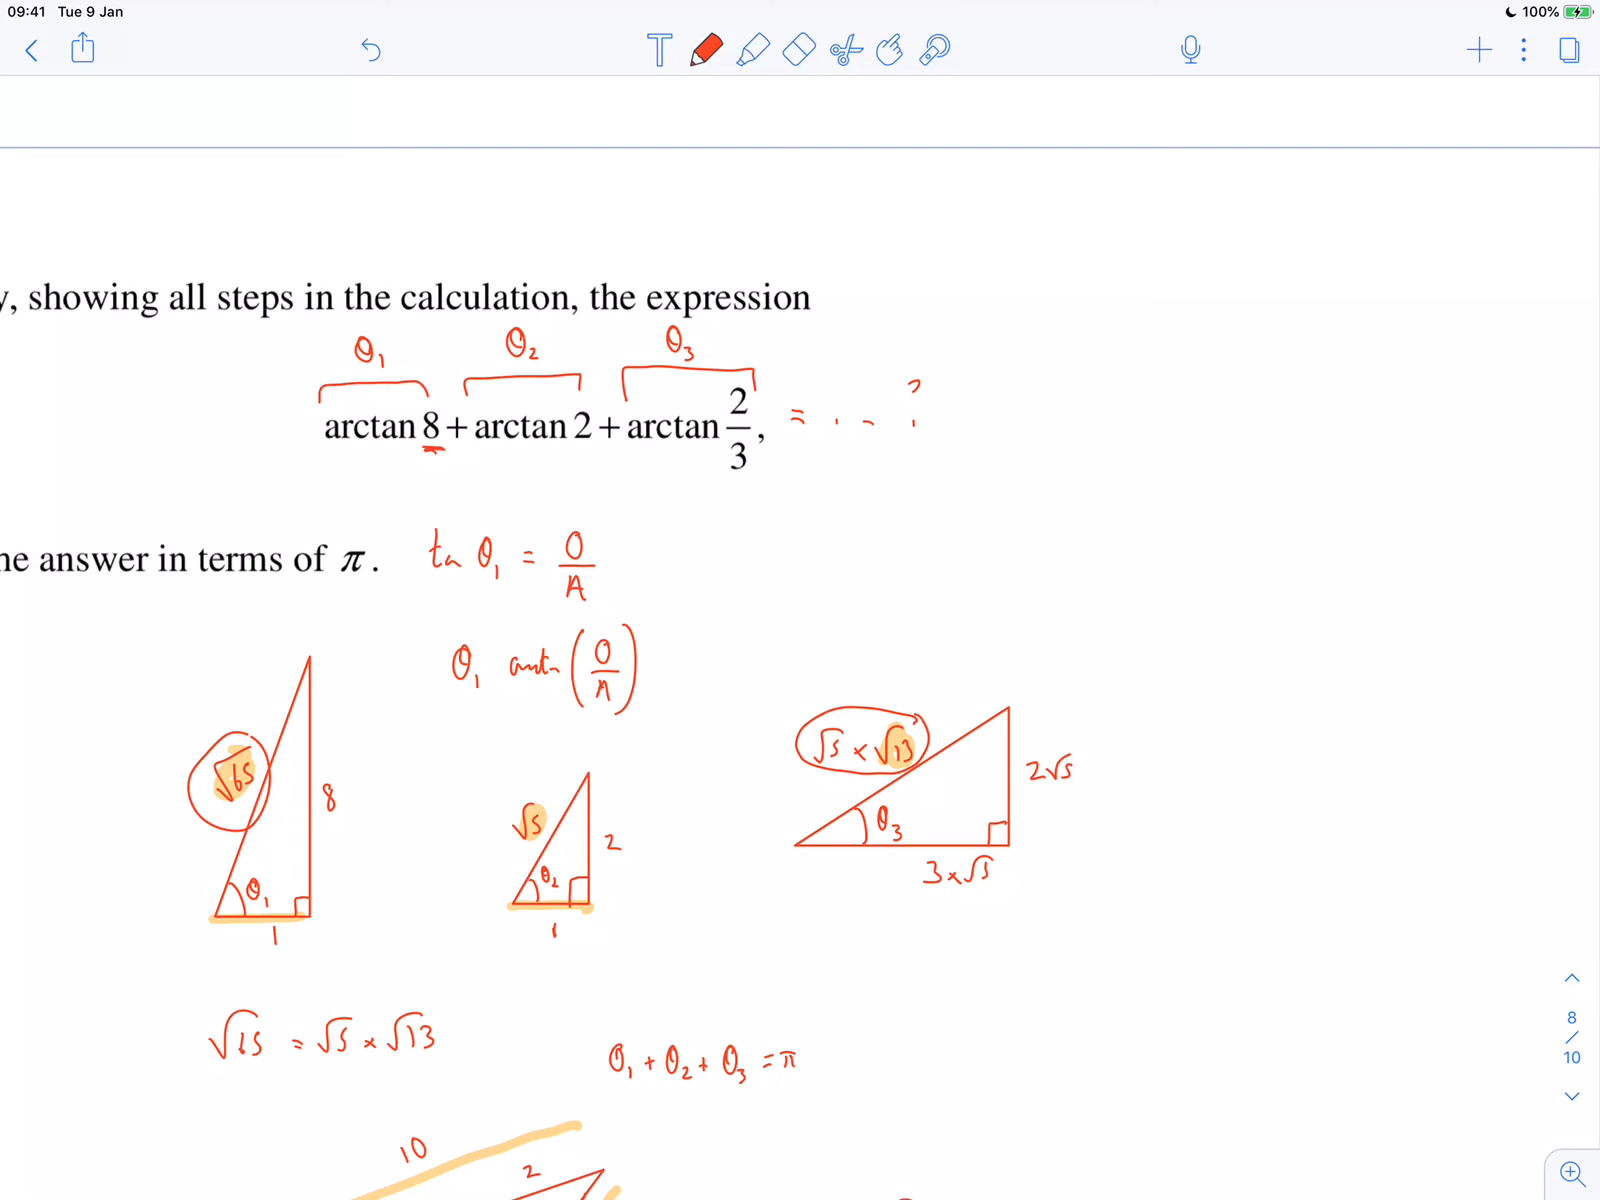 09:41 Tue 9 Jan 100%
T
y, showing all steps in the calculation, the expression
θ₁ θ₂ θ₃
arctan 8 + arctan 2 + arctan 2/3, = ... ?
he answer in terms of π.
tan θ₁ = O/A
θ₁ arctan (O/A)
√65
8
θ₁
1
√5
2
θ₂
1
√5 × √13
2√5
θ₃
3×√5
√65 = √5 × √13
θ₁ + θ₂ + θ₃ = π
10
2
8
/
10